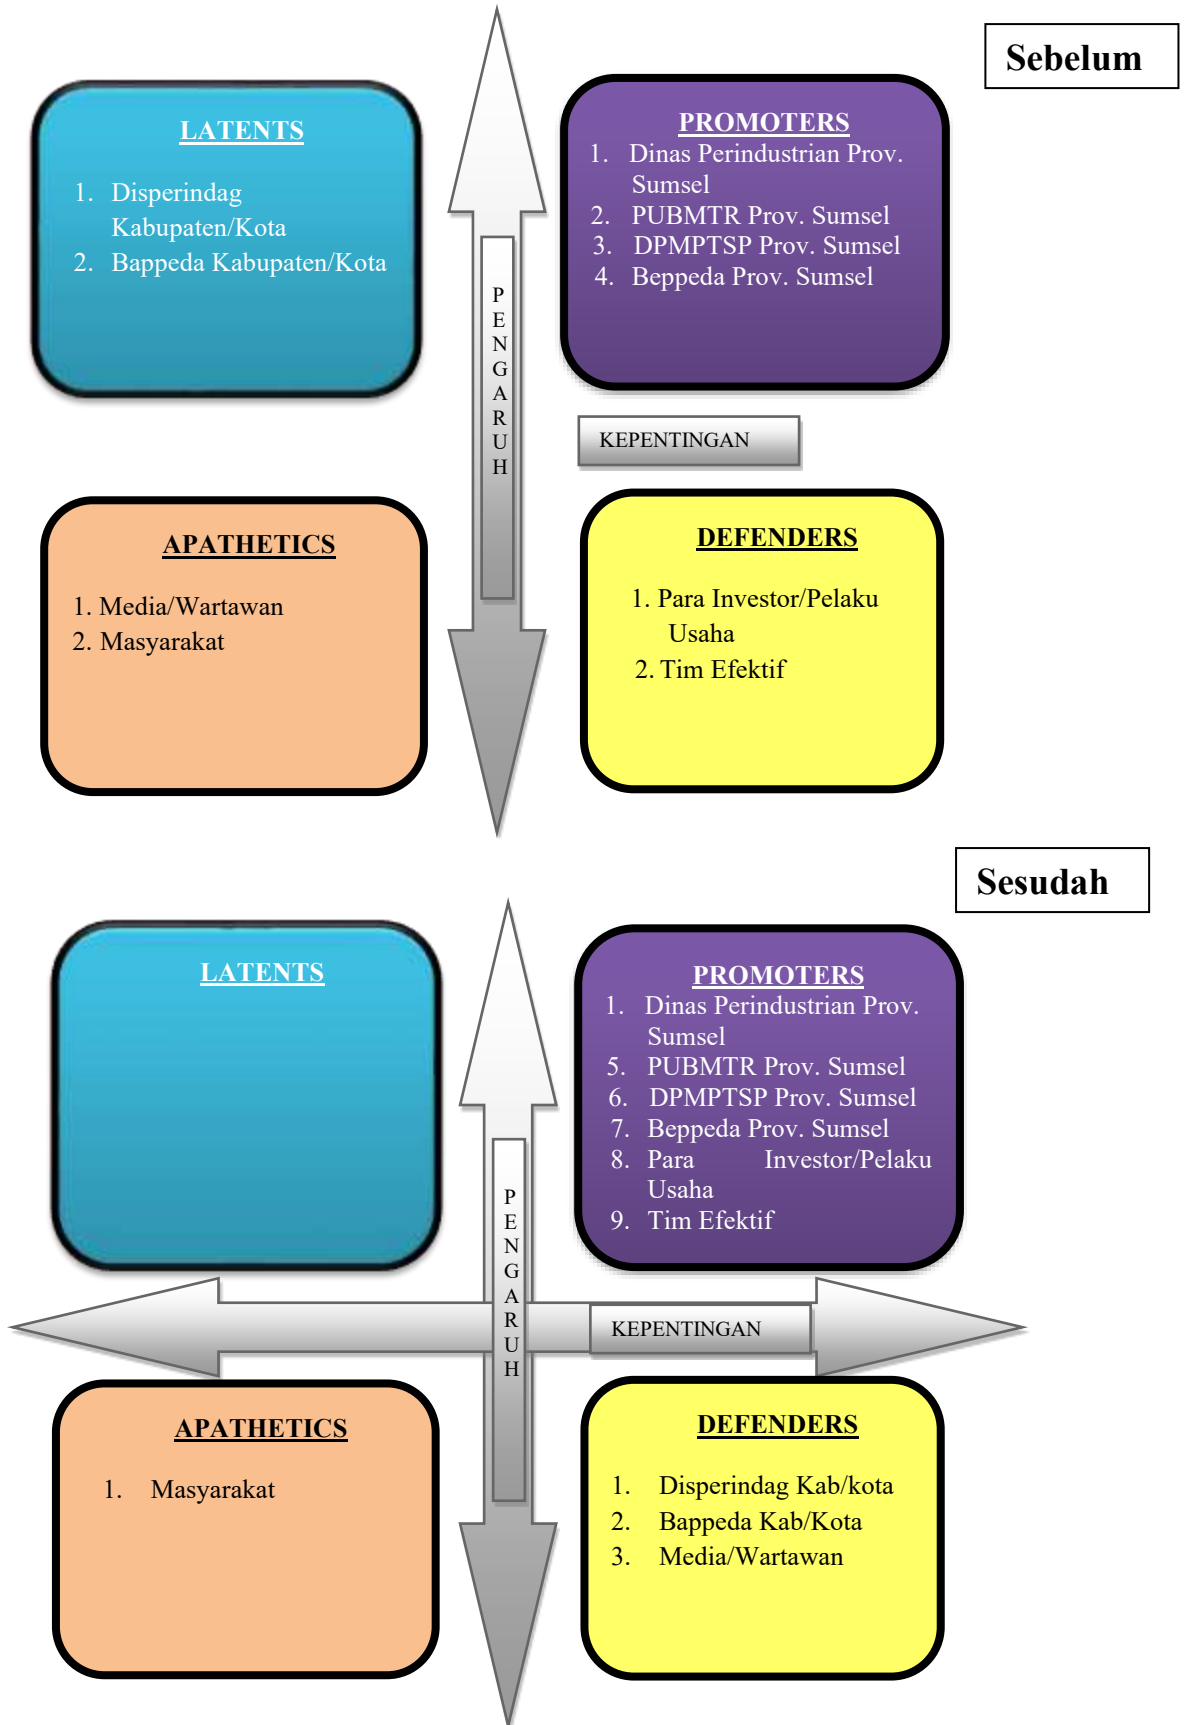 Sebelum
LATENTS
1. Disperindag
Kabupaten/Kota
2. Bappeda Kabupaten/Kota
PROMOTERS
1. Dinas Perindustrian Prov.
Sumsel
2. PUBMTR Prov. Sumsel
3. DPMPTSP Prov. Sumsel
4. Beppeda Prov. Sumsel
PENGARUH
KEPENTINGAN
APATHETICS
1. Media/Wartawan
2. Masyarakat
DEFENDERS
1. Para Investor/Pelaku
Usaha
2. Tim Efektif
Sesudah
LATENTS
PROMOTERS
1. Dinas Perindustrian Prov.
Sumsel
5. PUBMTR Prov. Sumsel
6. DPMPTSP Prov. Sumsel
7. Beppeda Prov. Sumsel
8. Para Investor/Pelaku
Usaha
9. Tim Efektif
PENGARUH
KEPENTINGAN
APATHETICS
1. Masyarakat
DEFENDERS
1. Disperindag Kab/kota
2. Bappeda Kab/Kota
3. Media/Wartawan